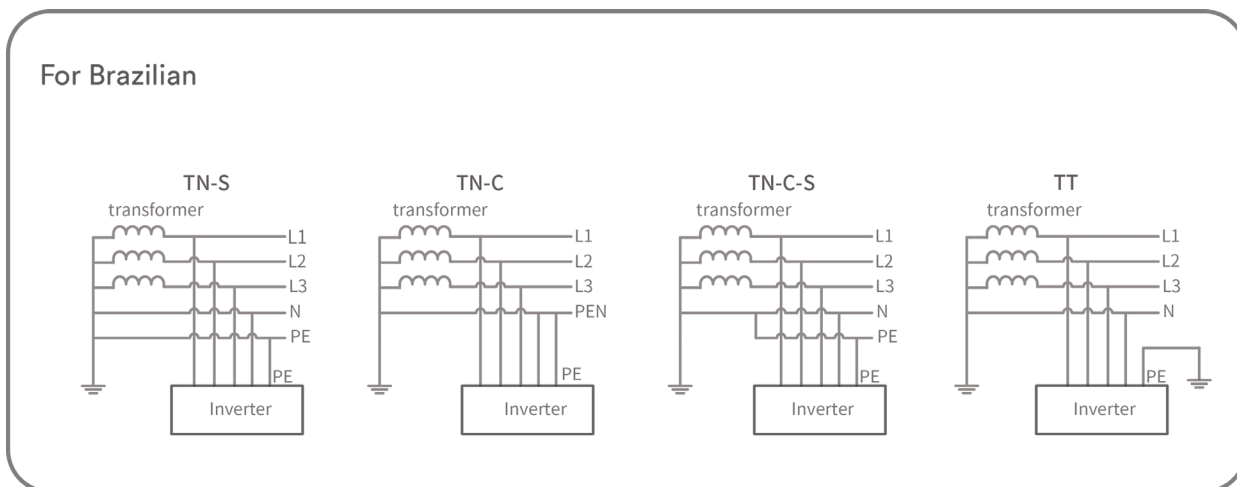 For Brazilian
TN-S
transformer
L1
L2
L3
N
PE
PE
Inverter
TN-C
transformer
L1
L2
L3
PEN
PE
Inverter
TN-C-S
transformer
L1
L2
L3
N
PE
PE
Inverter
TT
transformer
L1
L2
L3
N
PE
Inverter